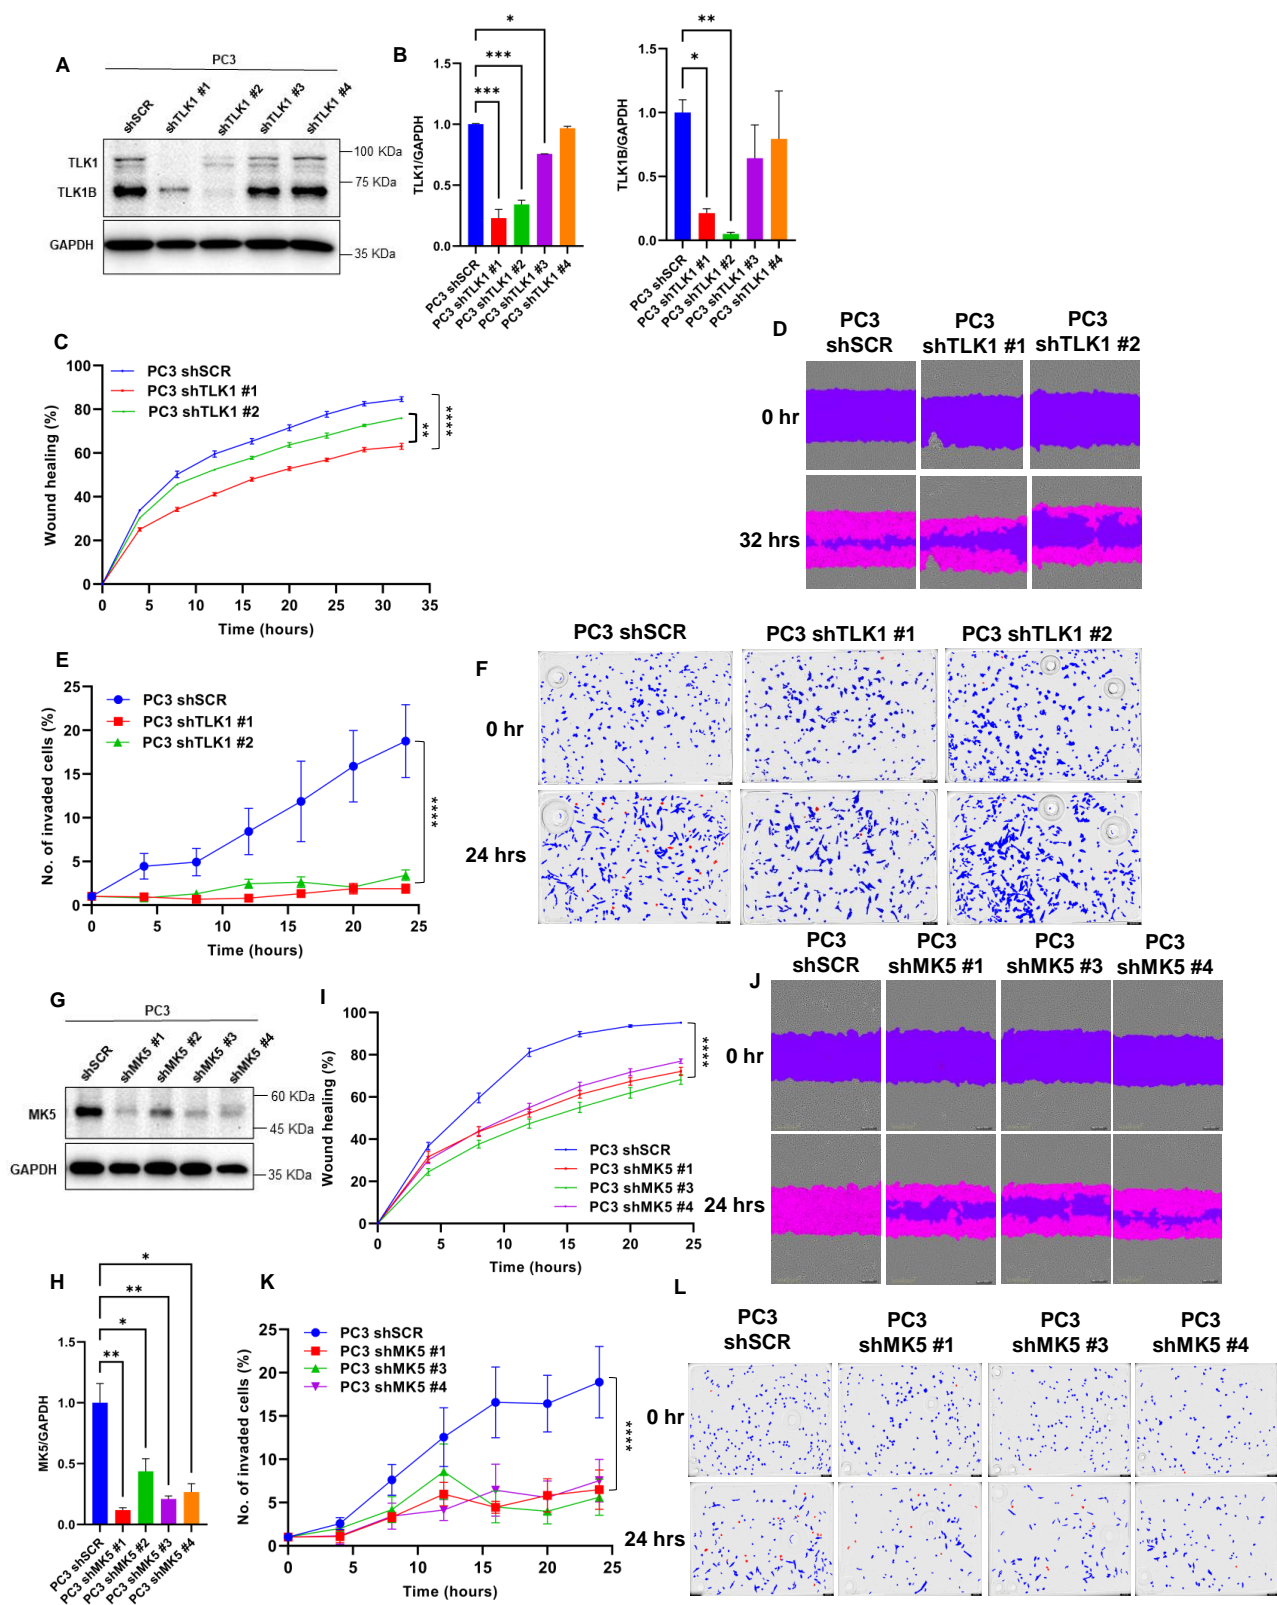 A
PC3
shSCR
shTLK1 #1
shTLK1 #2
shTLK1 #3
shTLK1 #4
TLK1
TLK1B
GAPDH
100 KDa
75 KDa
35 KDa
B
TLK1/GAPDH
1.5
1.0
0.5
0.0
***
***
*
PC3 shSCR
PC3 shTLK1 #1
PC3 shTLK1 #2
PC3 shTLK1 #3
PC3 shTLK1 #4
TLK1B/GAPDH
1.5
1.0
0.5
0.0
*
**
PC3 shSCR
PC3 shTLK1 #1
PC3 shTLK1 #2
PC3 shTLK1 #3
PC3 shTLK1 #4
C
Wound healing (%)
100
80
60
40
20
0
0 5 10 15 20 25 30 35
Time (hours)
PC3 shSCR
PC3 shTLK1 #1
PC3 shTLK1 #2
**
****
D
PC3
shSCR
PC3
shTLK1 #1
PC3
shTLK1 #2
0 hr
32 hrs
E
No. of invaded cells (%)
25
20
15
10
5
0
0 5 10 15 20 25
Time (hours)
PC3 shSCR
PC3 shTLK1 #1
PC3 shTLK1 #2
****
F
PC3 shSCR
PC3 shTLK1 #1
PC3 shTLK1 #2
0 hr
24 hrs
G
PC3
shSCR
shMK5 #1
shMK5 #2
shMK5 #3
shMK5 #4
MK5
GAPDH
60 KDa
45 KDa
35 KDa
H
MK5/GAPDH
1.5
1.0
0.5
0.0
**
*
**
*
PC3 shSCR
PC3 shMK5 #1
PC3 shMK5 #2
PC3 shMK5 #3
PC3 shMK5 #4
I
Wound healing (%)
100
80
60
40
20
0
0 5 10 15 20 25
Time (hours)
PC3 shSCR
PC3 shMK5 #1
PC3 shMK5 #3
PC3 shMK5 #4
****
J
PC3
shSCR
PC3
shMK5 #1
PC3
shMK5 #3
PC3
shMK5 #4
0 hr
24 hrs
K
No. of invaded cells (%)
25
20
15
10
5
0
0 5 10 15 20 25
Time (hours)
PC3 shSCR
PC3 shMK5 #1
PC3 shMK5 #3
PC3 shMK5 #4
****
L
PC3
shSCR
PC3
shMK5 #1
PC3
shMK5 #3
PC3
shMK5 #4
0 hr
24 hrs